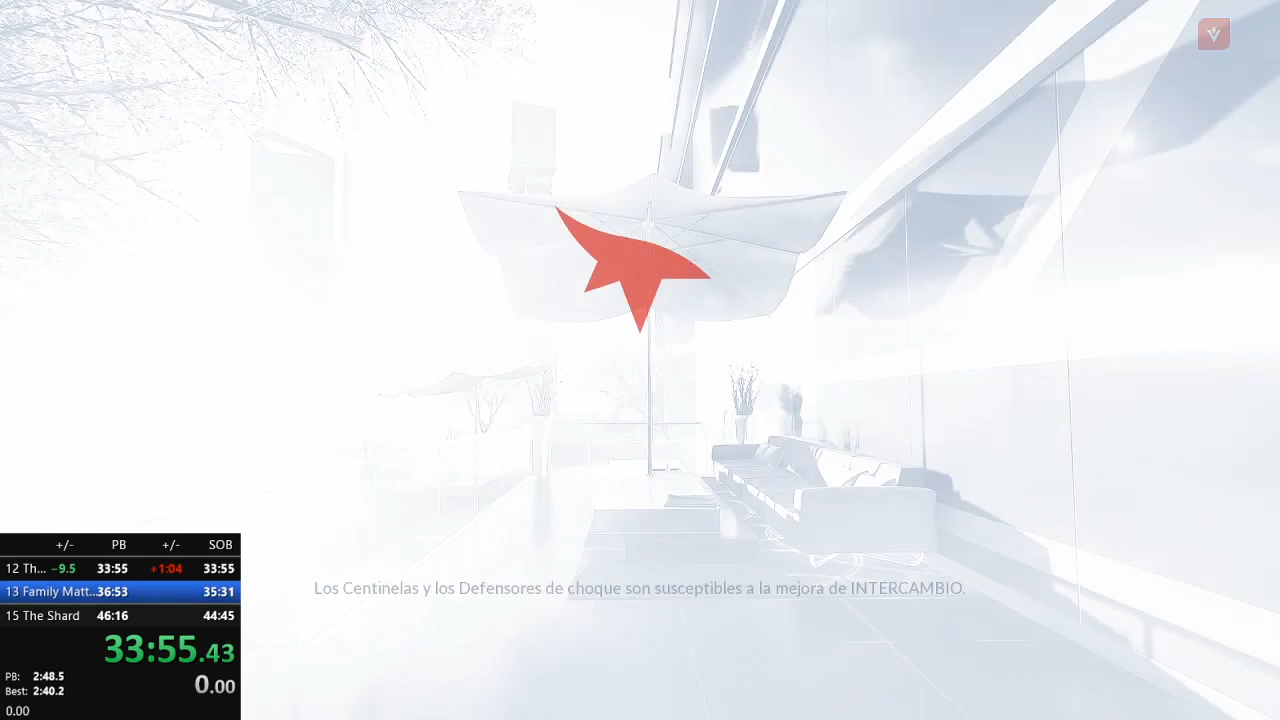 Los Centinelas y los Defensores de choque son susceptibles a la mejora de INTERCAMBIO.
+/- PB +/- SOB
12 Th... −9.5 33:55 +1:04 33:55
13 Family Matt... 36:53 35:31
15 The Shard 46:16 44:45
33:55.43
PB: 2:48.5
Best: 2:40.2
0.00
0.00